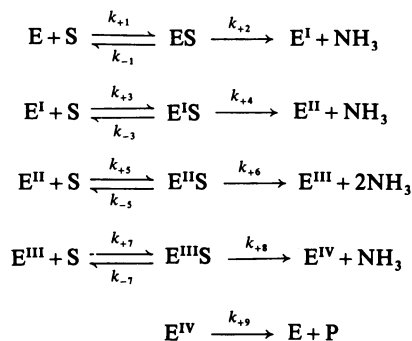 E + S ⇌ ES → Eᴵ + NH₃ (k₊₁, k₋₁, k₊₂)
Eᴵ + S ⇌ EᴵS → Eᴵᴵ + NH₃ (k₊₃, k₋₃, k₊₄)
Eᴵᴵ + S ⇌ EᴵᴵS → Eᴵᴵᴵ + 2NH₃ (k₊₅, k₋₅, k₊₆)
Eᴵᴵᴵ + S ⇌ EᴵᴵᴵS → Eᴵⱽ + NH₃ (k₊₇, k₋₇, k₊₈)
Eᴵⱽ → E + P (k₊₉)